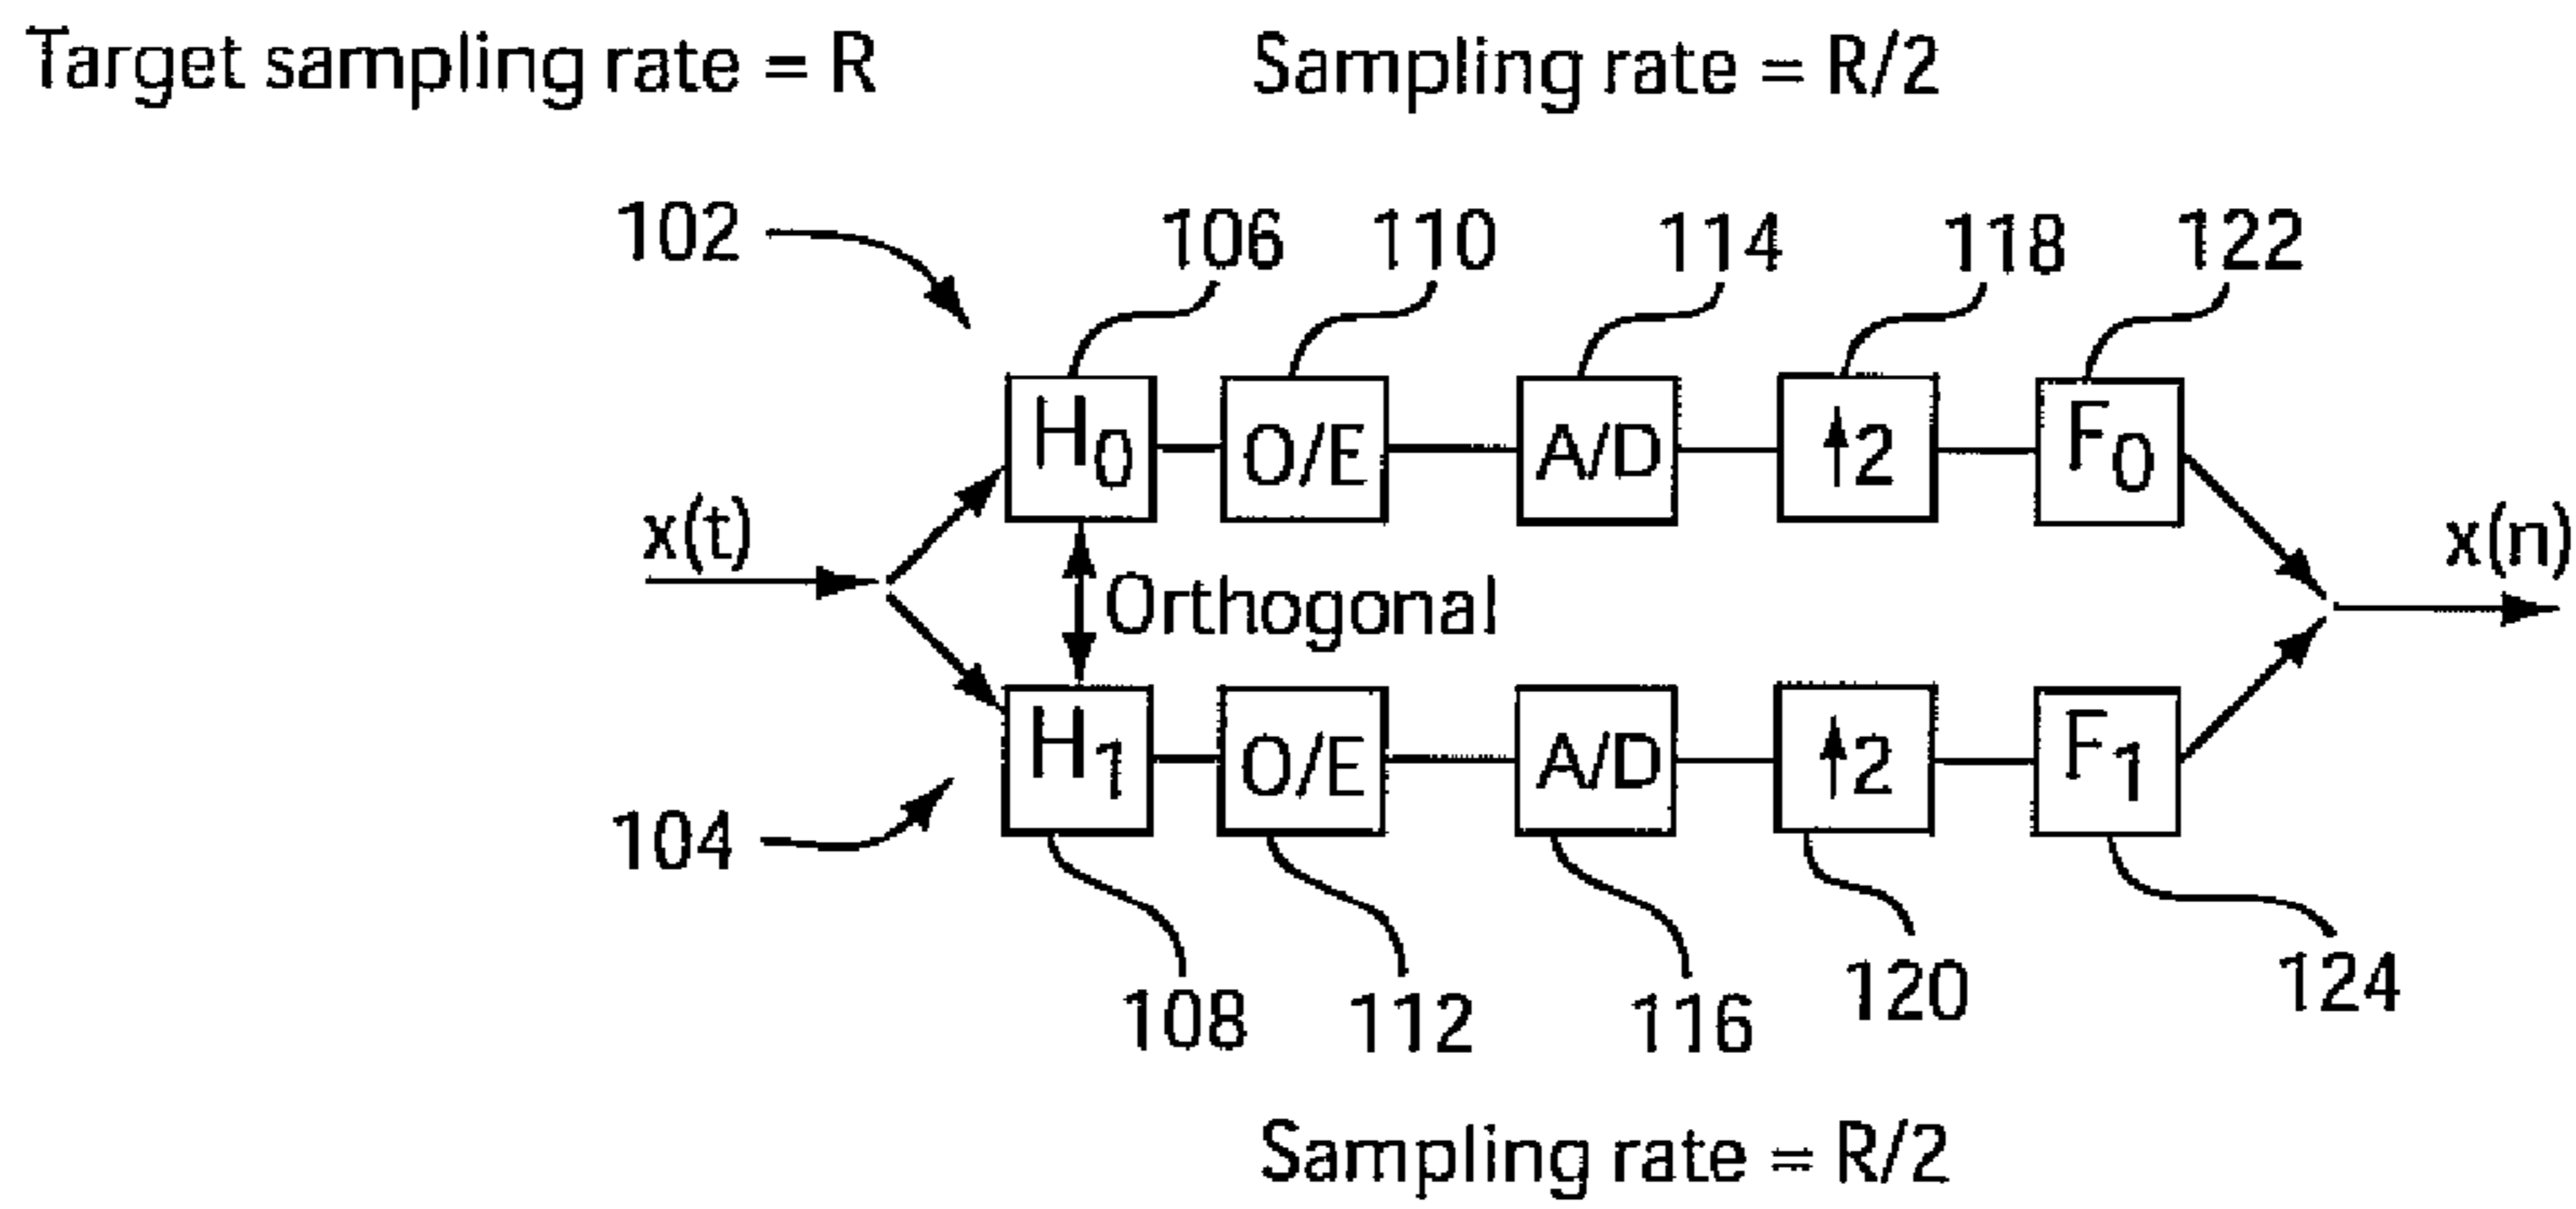 Target sampling rate = R
Sampling rate = R/2
102
106
110
114
118
122
H0
O/E
A/D
↑2
F0
x(t)
Orthogonal
x(n)
H1
O/E
A/D
↑2
F1
104
108
112
116
120
124
Sampling rate = R/2